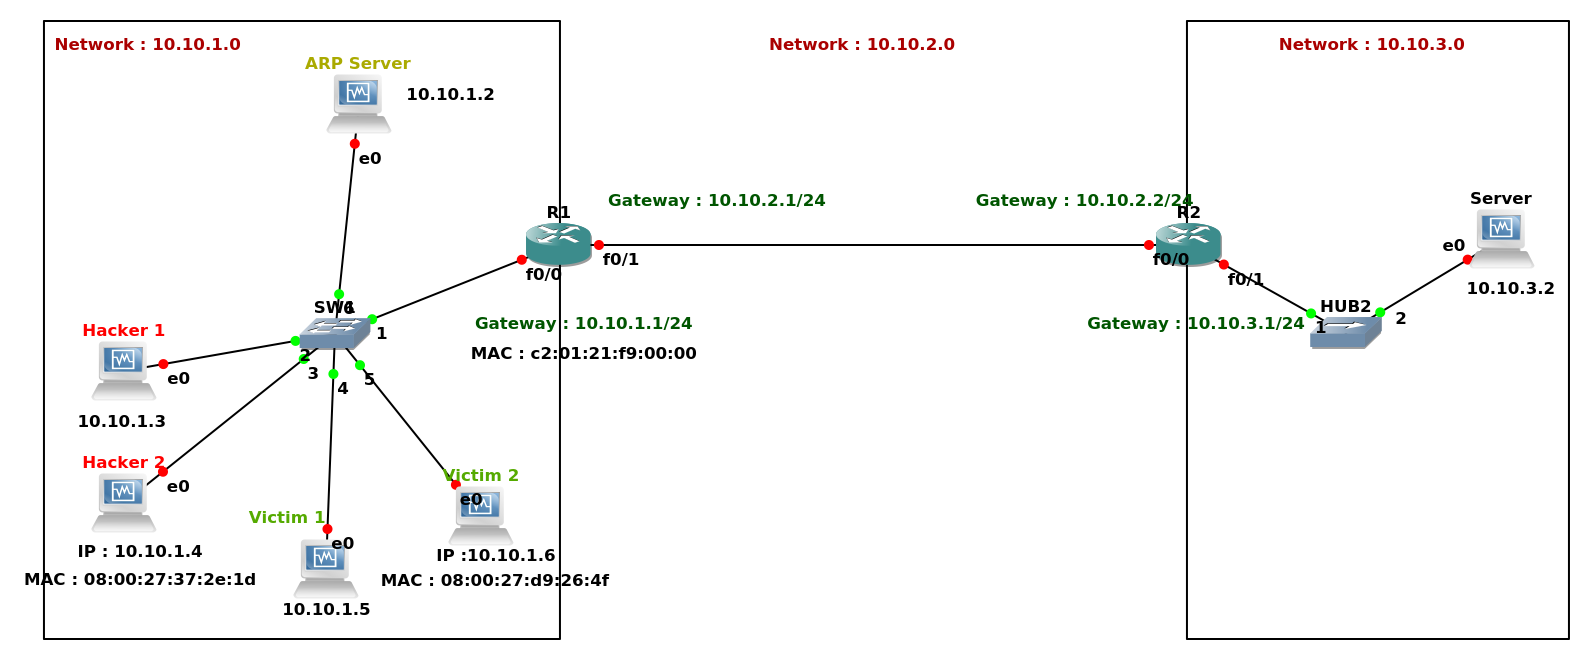 Network : 10.10.1.0
Network : 10.10.2.0
Network : 10.10.3.0
ARP Server
10.10.1.2
e0
Gateway : 10.10.2.1/24
Gateway : 10.10.2.2/24
Server
R1
R2
e0
f0/1
f0/0
f0/0
f0/1
10.10.3.2
SW1
6
HUB2
Gateway : 10.10.1.1/24
Gateway : 10.10.3.1/24
1
2
Hacker 1
1
2
MAC : c2:01:21:f9:00:00
3
4
5
e0
10.10.1.3
Hacker 2
e0
Victim 2
e0
Victim 1
e0
IP : 10.10.1.4
IP :10.10.1.6
MAC : 08:00:27:37:2e:1d
MAC : 08:00:27:d9:26:4f
10.10.1.5